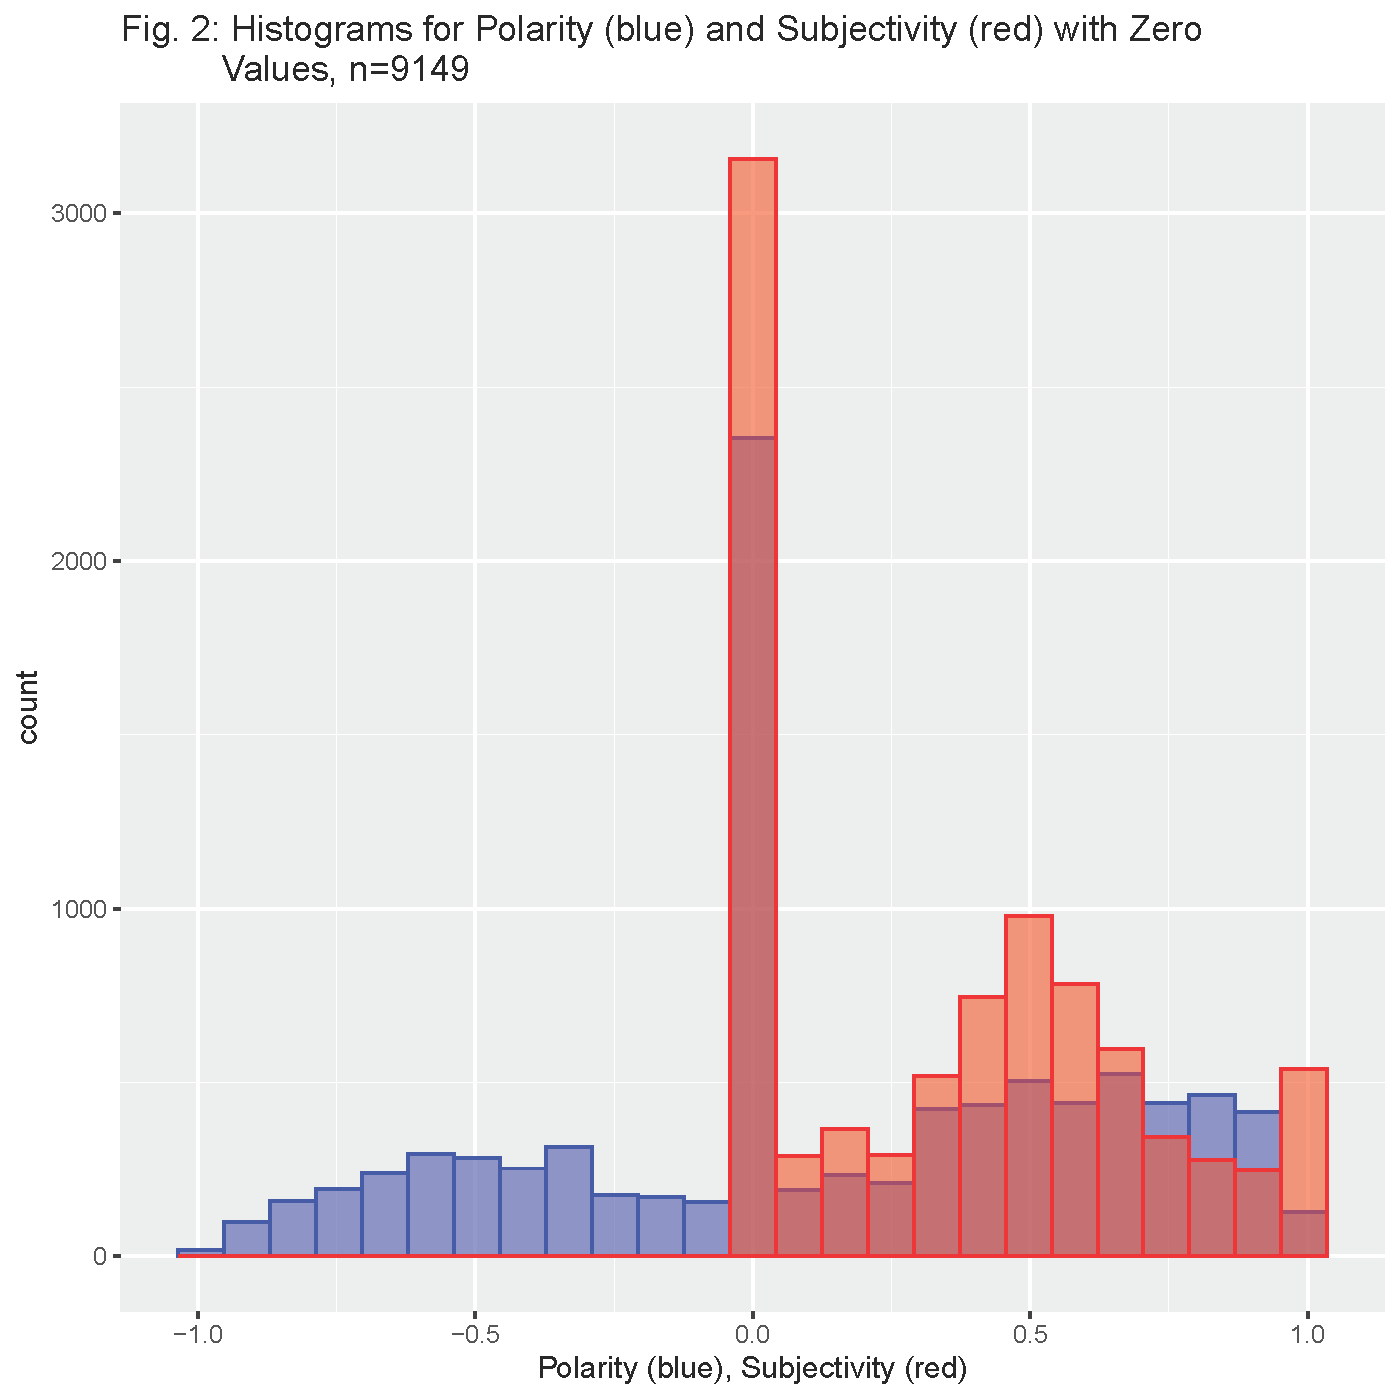 Fig. 2: Histograms for Polarity (blue) and Subjectivity (red) with Zero
Values, n=9149
3000
2000
1000
0
count
−1.0 −0.5 0.0 0.5 1.0
Polarity (blue), Subjectivity (red)